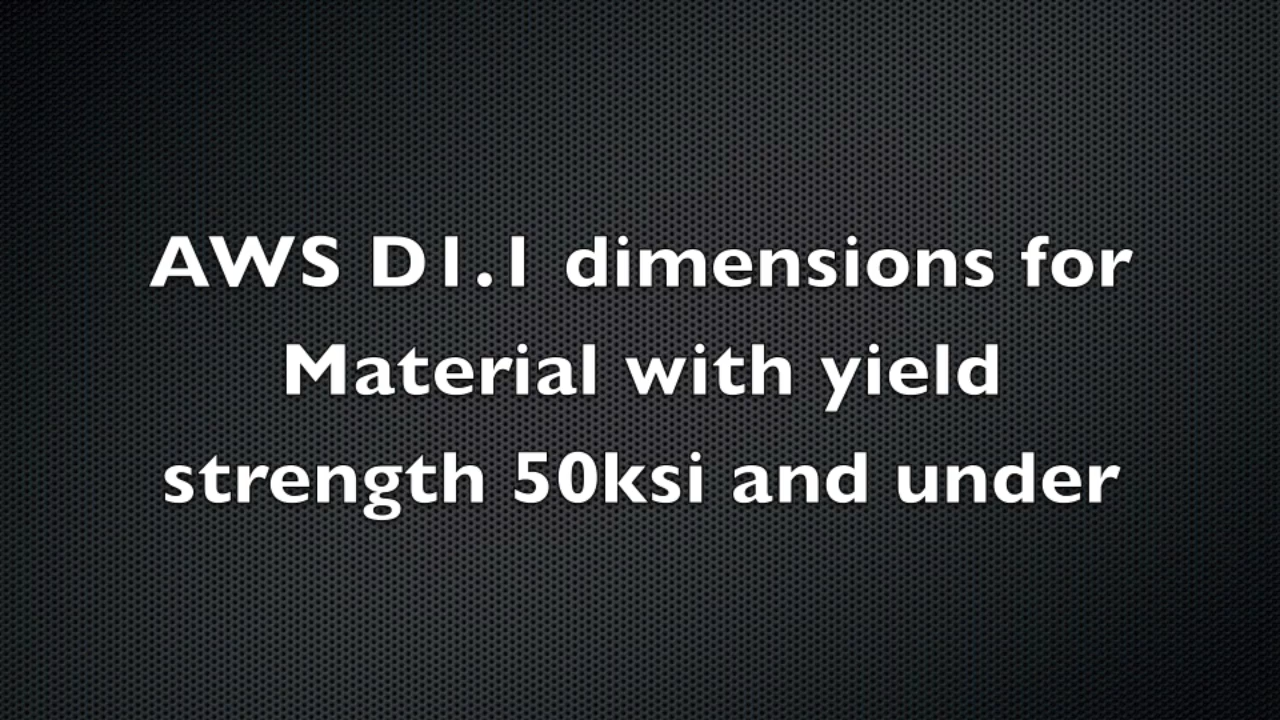 AWS D1.1 dimensions for
Material with yield
strength 50ksi and under